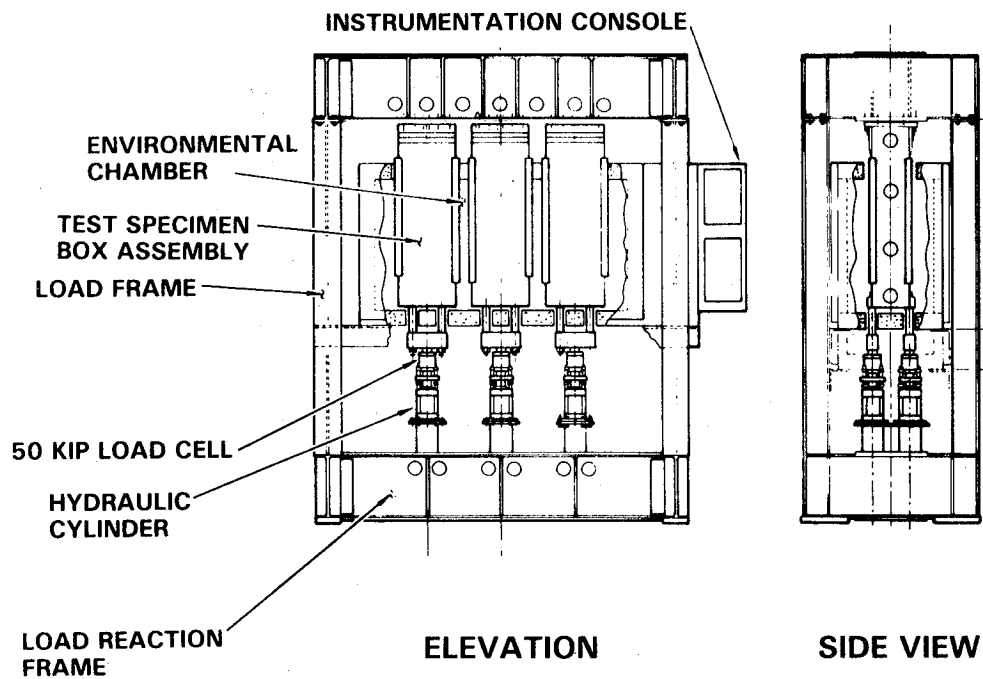 INSTRUMENTATION CONSOLE
ENVIRONMENTAL
CHAMBER
TEST SPECIMEN
BOX ASSEMBLY
LOAD FRAME
50 KIP LOAD CELL
HYDRAULIC
CYLINDER
LOAD REACTION
FRAME
ELEVATION
SIDE VIEW